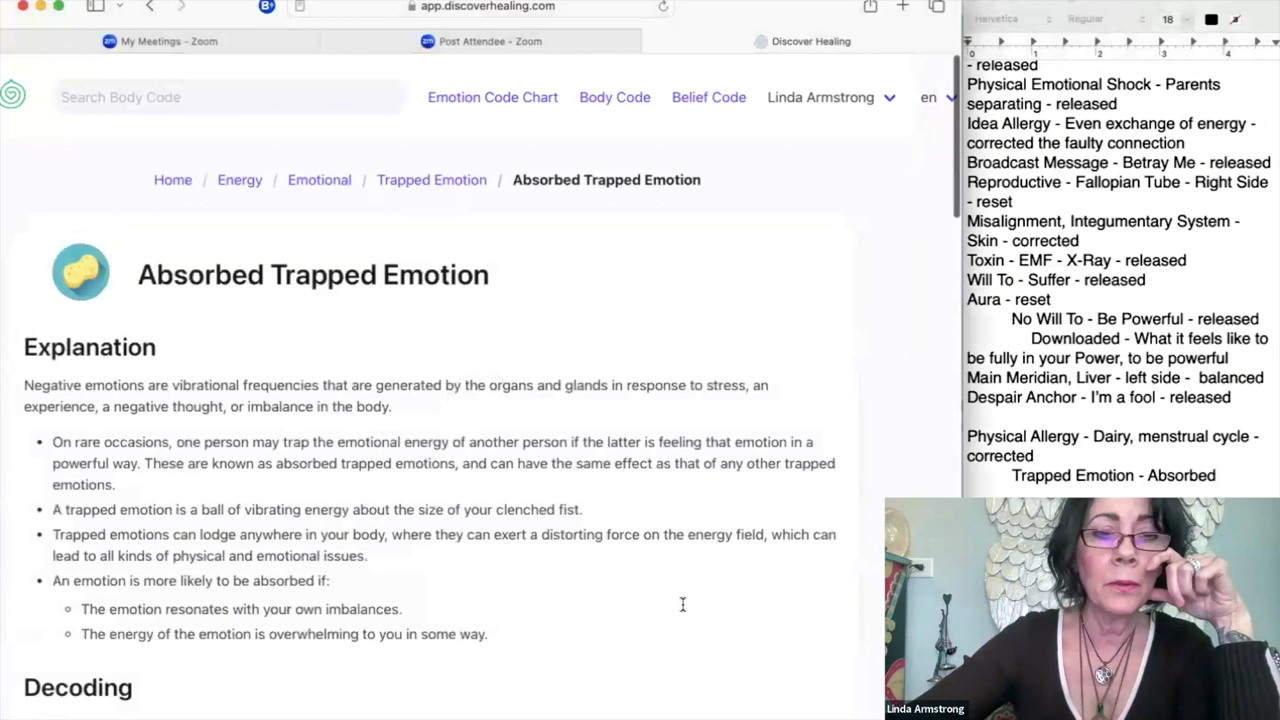 app.discoverhealing.com
My Meetings - Zoom
Post Attendee - Zoom
Discover Healing
Search Body Code
Emotion Code Chart
Body Code
Belief Code
Linda Armstrong
en
Home / Energy / Emotional / Trapped Emotion / Absorbed Trapped Emotion
Absorbed Trapped Emotion
Explanation
Negative emotions are vibrational frequencies that are generated by the organs and glands in response to stress, an
experience, a negative thought, or imbalance in the body.
• On rare occasions, one person may trap the emotional energy of another person if the latter is feeling that emotion in a
powerful way. These are known as absorbed trapped emotions, and can have the same effect as that of any other trapped
emotions.
• A trapped emotion is a ball of vibrating energy about the size of your clenched fist.
• Trapped emotions can lodge anywhere in your body, where they can exert a distorting force on the energy field, which can
lead to all kinds of physical and emotional issues.
• An emotion is more likely to be absorbed if:
◦ The emotion resonates with your own imbalances.
◦ The energy of the emotion is overwhelming to you in some way.
Decoding
Helvetica
Regular
18
0 1 2 3 4
- released
Physical Emotional Shock - Parents
separating - released
Idea Allergy - Even exchange of energy -
corrected the faulty connection
Broadcast Message - Betray Me - released
Reproductive - Fallopian Tube - Right Side
- reset
Misalignment, Integumentary System -
Skin - corrected
Toxin - EMF - X-Ray - released
Will To - Suffer - released
Aura - reset
No Will To - Be Powerful - released
Downloaded - What it feels like to
be fully in your Power, to be powerful
Main Meridian, Liver - left side - balanced
Despair Anchor - I'm a fool - released
Physical Allergy - Dairy, menstrual cycle -
corrected
Trapped Emotion - Absorbed
Linda Armstrong